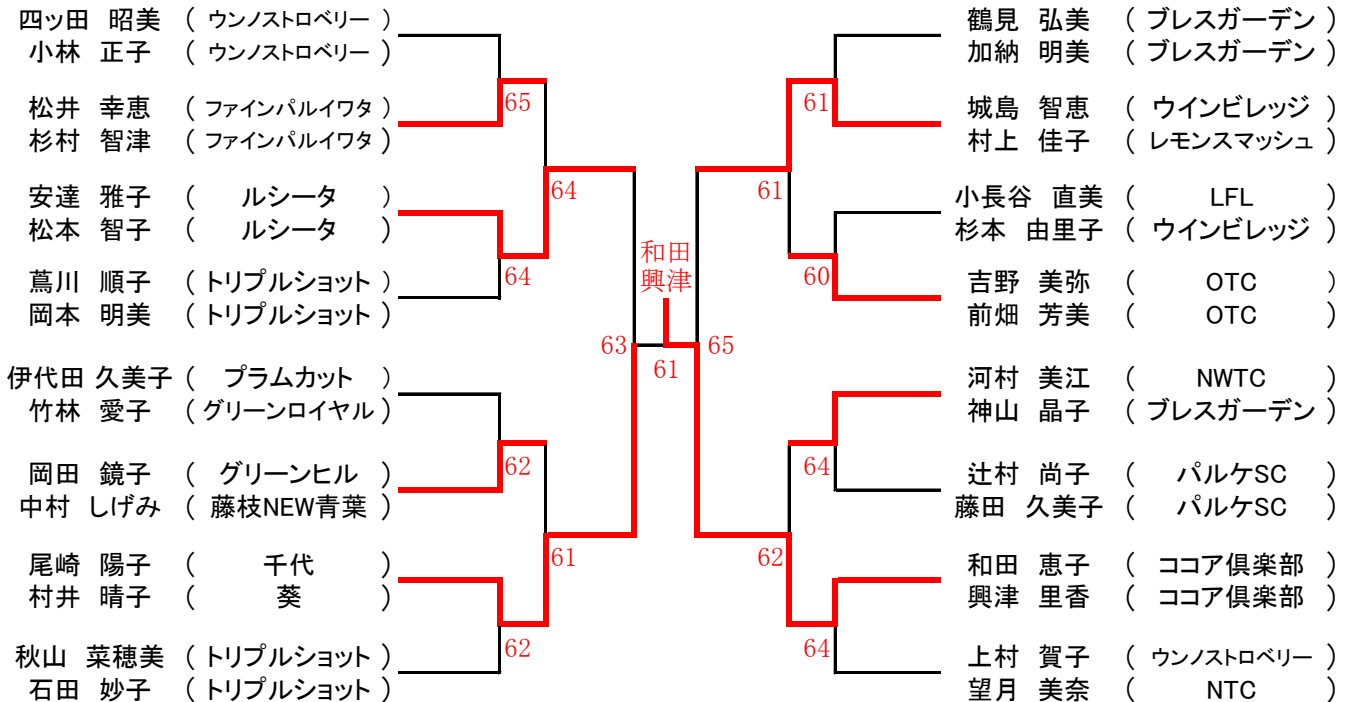 四ッ田 昭美 ( ウンノストロベリー )
小林 正子 ( ウンノストロベリー )
65
松井 幸恵 ( ファインパルイワタ )
杉村 智津 ( ファインパルイワタ )
64
安達 雅子 ( ルシータ )
松本 智子 ( ルシータ )
64
蔦川 順子 ( トリプルショット )
岡本 明美 ( トリプルショット )
63
伊代田 久美子 ( プラムカット )
竹林 愛子 ( グリーンロイヤル )
62
岡田 鏡子 ( グリーンヒル )
中村 しげみ ( 藤枝NEW青葉 )
61
尾崎 陽子 ( 千代 )
村井 晴子 ( 葵 )
62
秋山 菜穂美 ( トリプルショット )
石田 妙子 ( トリプルショット )
和田
興津
61
鶴見 弘美 ( ブレスガーデン )
加納 明美 ( ブレスガーデン )
61
城島 智恵 ( ウインビレッジ )
村上 佳子 ( レモンスマッシュ )
61
小長谷 直美 ( LFL )
杉本 由里子 ( ウインビレッジ )
60
吉野 美弥 ( OTC )
前畑 芳美 ( OTC )
65
河村 美江 ( NWTC )
神山 晶子 ( ブレスガーデン )
64
辻村 尚子 ( パルケSC )
藤田 久美子 ( パルケSC )
62
和田 恵子 ( ココア倶楽部 )
興津 里香 ( ココア倶楽部 )
64
上村 賀子 ( ウンノストロベリー )
望月 美奈 ( NTC )